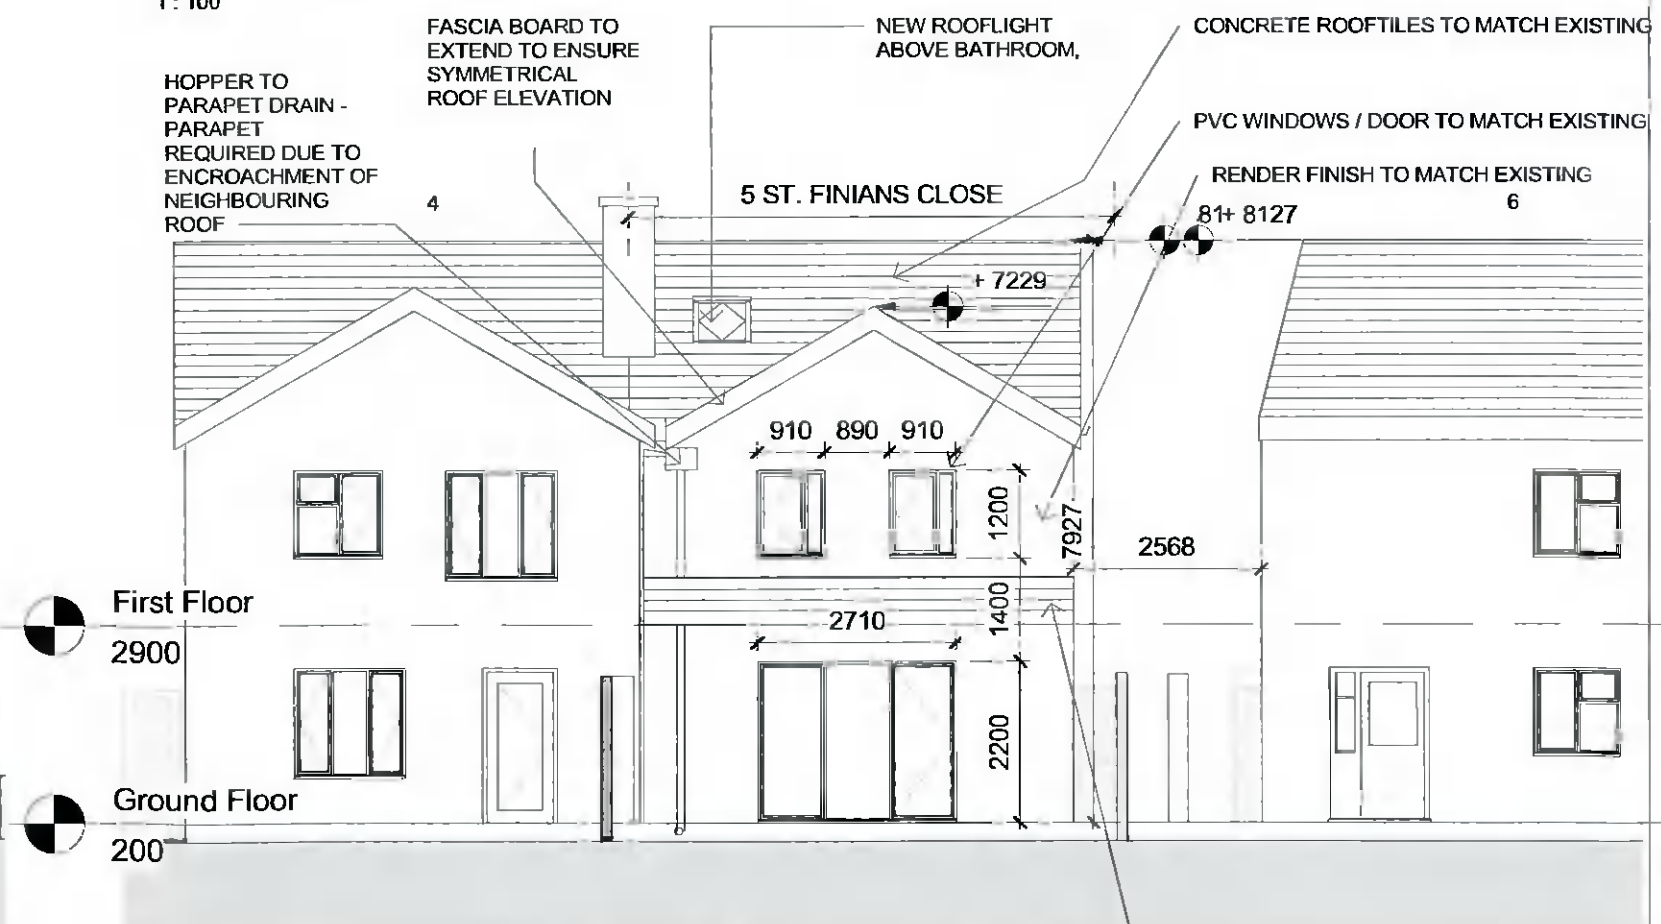 1 : 100
FASCIA BOARD TO
EXTEND TO ENSURE
SYMMETRICAL
ROOF ELEVATION
NEW ROOFLIGHT
ABOVE BATHROOM,
CONCRETE ROOFTILES TO MATCH EXISTING
HOPPER TO
PARAPET DRAIN -
PARAPET
REQUIRED DUE TO
ENCROACHMENT OF
NEIGHBOURING
ROOF
PVC WINDOWS / DOOR TO MATCH EXISTING
RENDER FINISH TO MATCH EXISTING
4
5 ST. FINIANS CLOSE
6
81+ 8127
+ 7229
910 890 910
1200
7927
2568
First Floor
2900
1400
2710
2200
Ground Floor
200